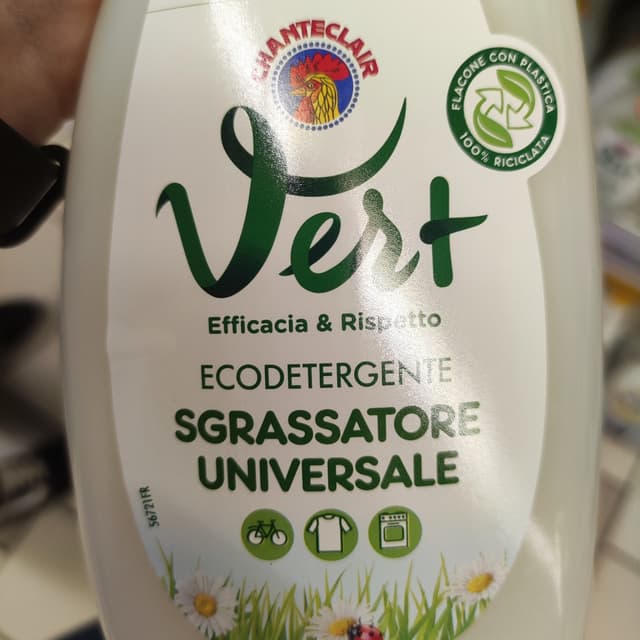 CHANTECLAIR
FLACONE CON PLASTICA
100% RICICLATA
Vert
Efficacia & Rispetto
ECODETERGENTE
SGRASSATORE
UNIVERSALE
56721FR